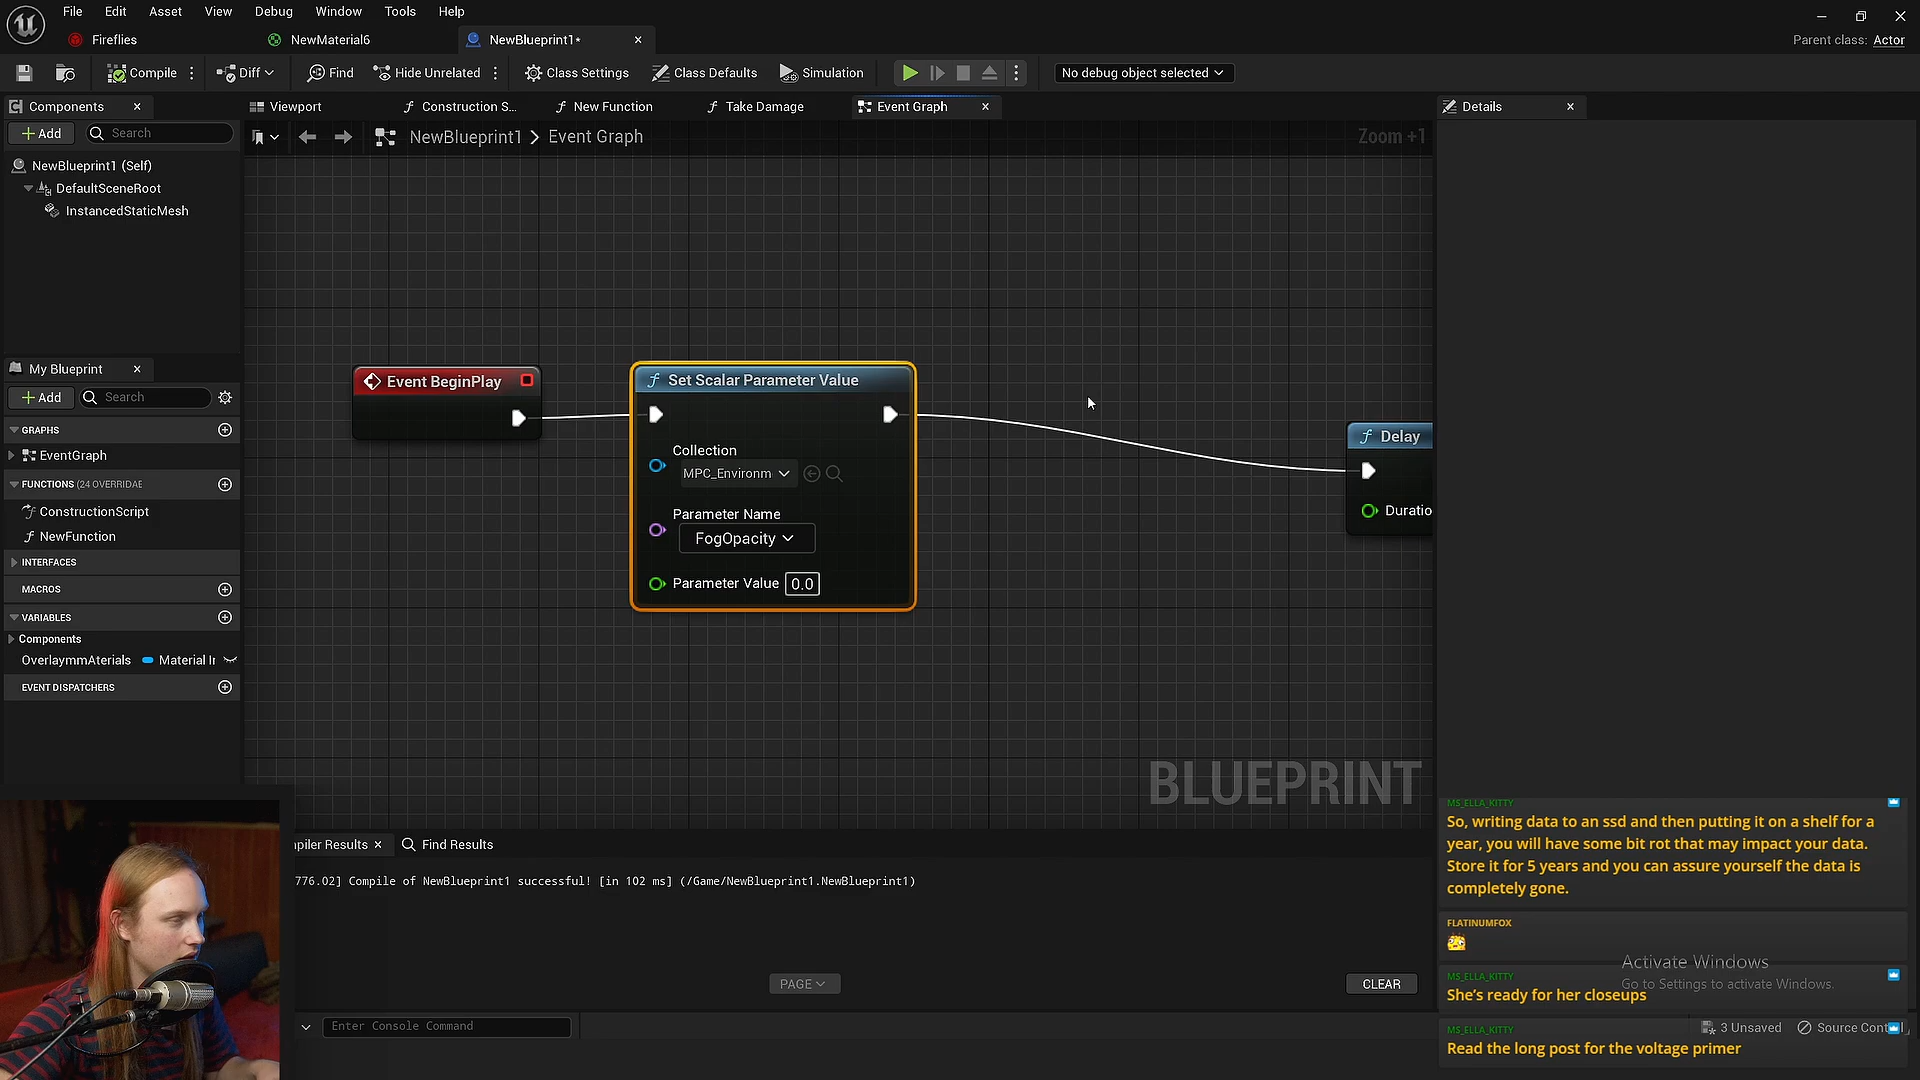 File Edit Asset View Debug Window Tools Help
Fireflies NewMaterial6 NewBlueprint1*
Parent class: Actor
Compile Diff Find Hide Unrelated Class Settings Class Defaults Simulation No debug object selected
Components Viewport Construction S... New Function Take Damage Event Graph Details
Add Search
NewBlueprint1 > Event Graph Zoom +1
NewBlueprint1 (Self)
DefaultSceneRoot
InstancedStaticMesh
My Blueprint
Add Search
GRAPHS
EventGraph
FUNCTIONS (24 OVERRIDAE
ConstructionScript
NewFunction
INTERFACES
MACROS
VARIABLES
Components
OverlaymmAterials Material Ir
EVENT DISPATCHERS
Event BeginPlay
Set Scalar Parameter Value
Collection
MPC_Environm
Parameter Name
FogOpacity
Parameter Value 0.0
Delay
Duratio
BLUEPRINT
piler Results Find Results
776.02] Compile of NewBlueprint1 successful! [in 102 ms] (/Game/NewBlueprint1.NewBlueprint1)
PAGE CLEAR
Enter Console Command
MS_ELLA_KITTY
So, writing data to an ssd and then putting it on a shelf for a
year, you will have some bit rot that may impact your data.
Store it for 5 years and you can assure yourself the data is
completely gone.
FLATINUMFOX
Activate Windows
Go to Settings to activate Windows.
MS_ELLA_KITTY
She's ready for her closeups
3 Unsaved Source Cont
MS_ELLA_KITTY
Read the long post for the voltage primer